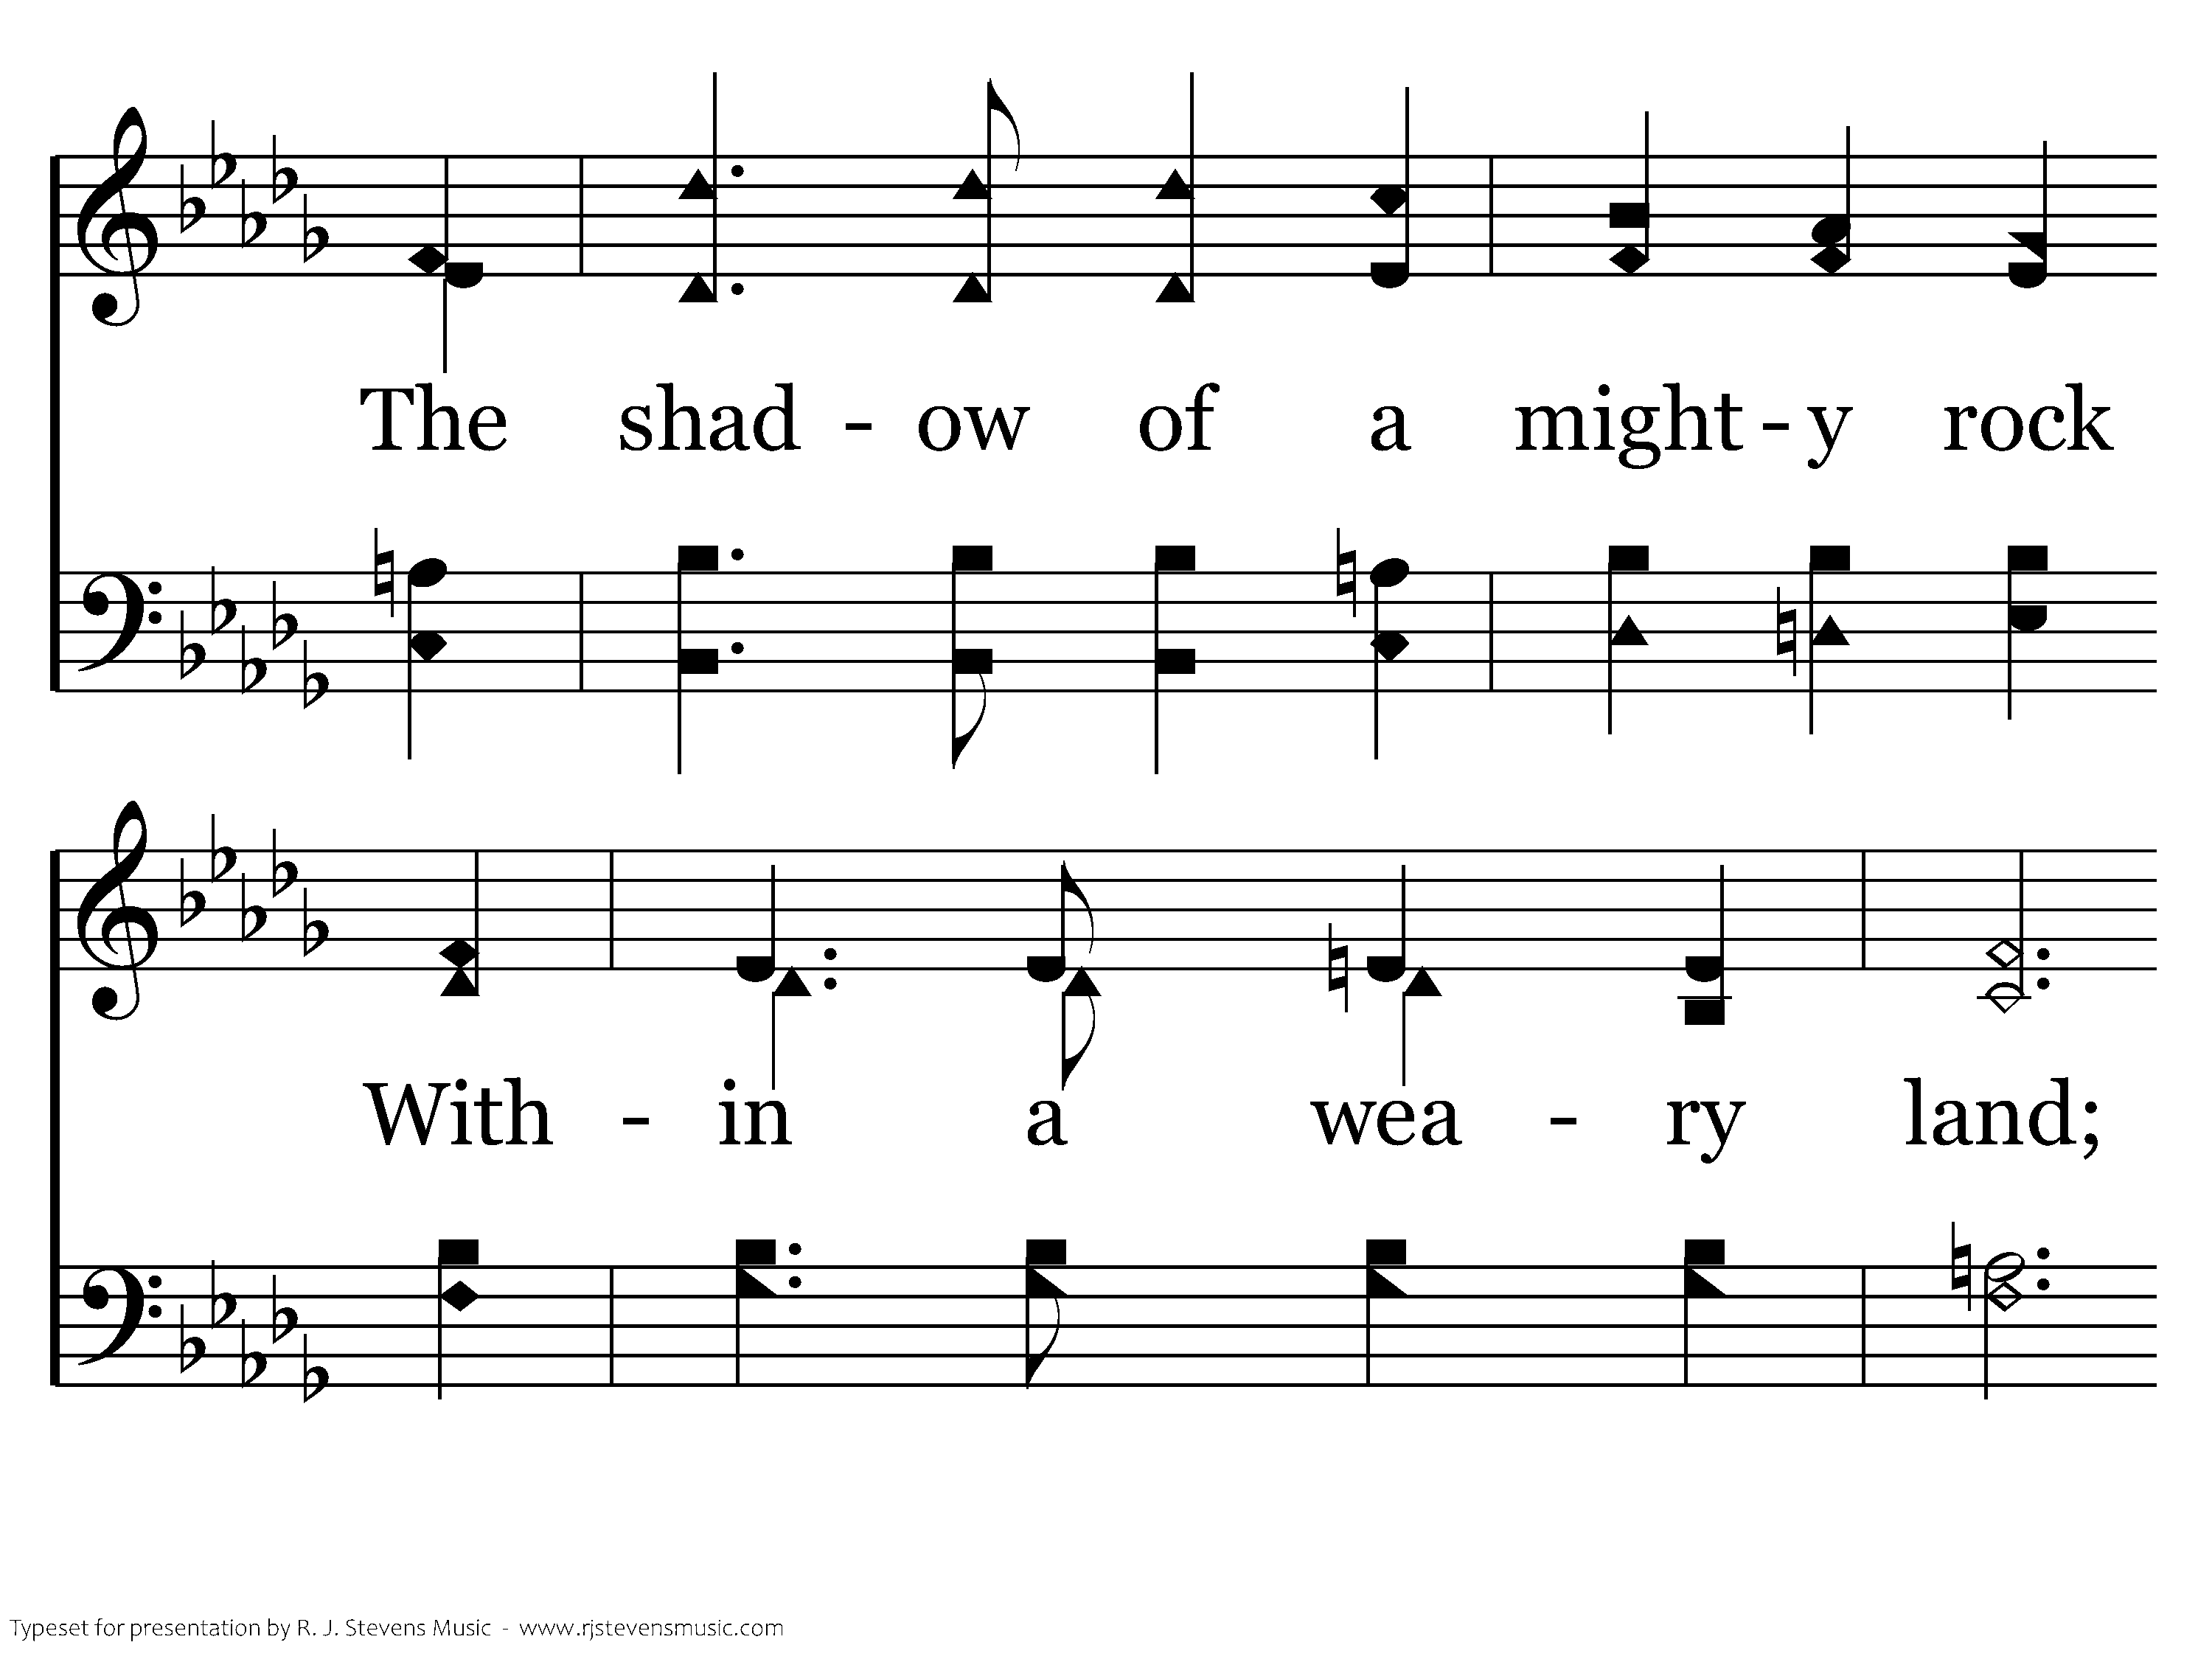 The shad - ow of a might - y rock
With - in a wea - ry land;
Typeset for presentation by R. J. Stevens Music - www.rjstevensmusic.com